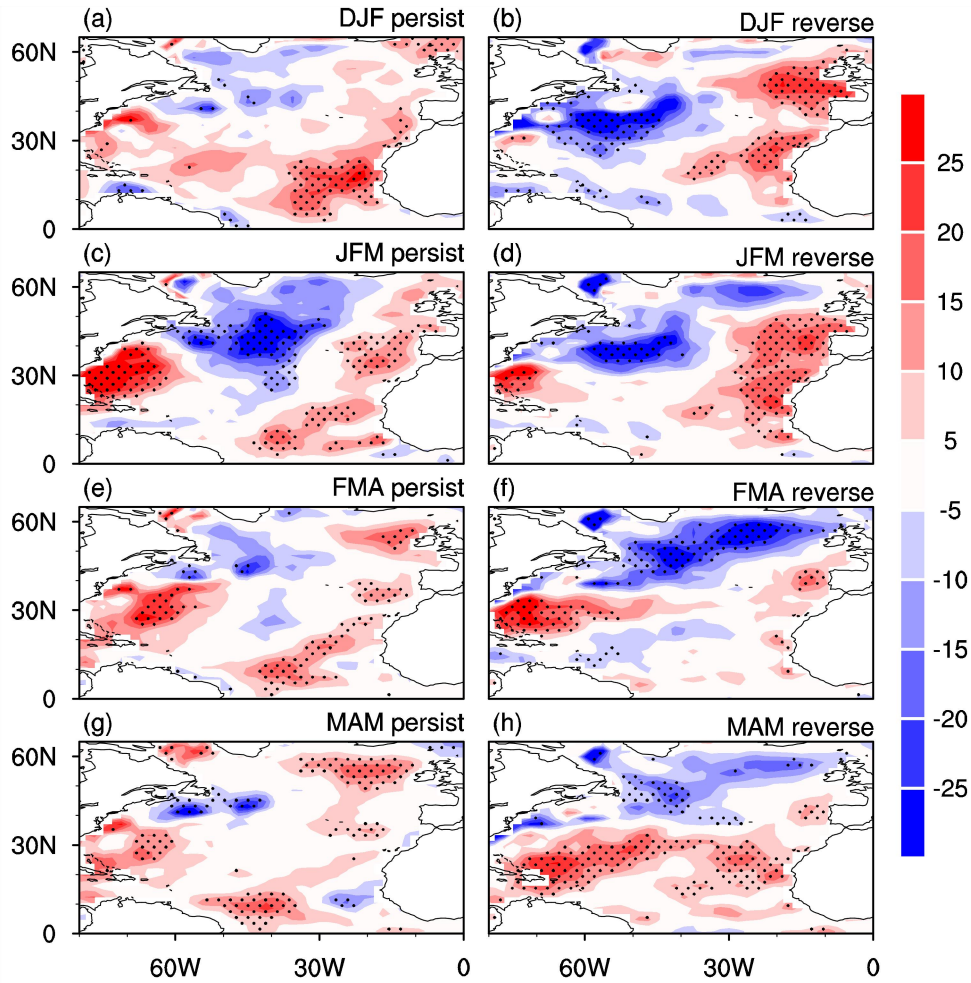 (a) DJF persist
(b) DJF reverse
60N
30N
0
(c) JFM persist
(d) JFM reverse
60N
30N
0
(e) FMA persist
(f) FMA reverse
60N
30N
0
(g) MAM persist
(h) MAM reverse
60N
30N
0
60W 30W 0
60W 30W 0
25
20
15
10
5
-5
-10
-15
-20
-25